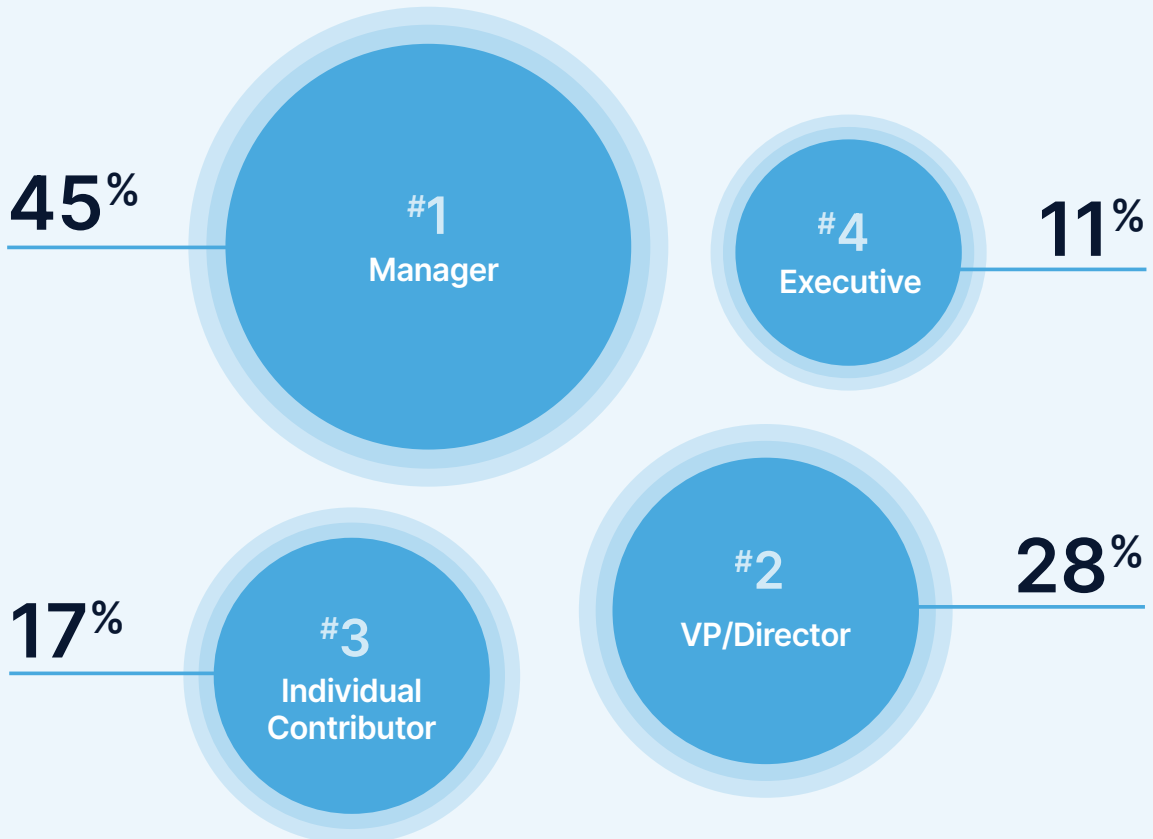 45%
#1
Manager
#4
Executive
11%
17%
#3
Individual
Contributor
#2
VP/Director
28%